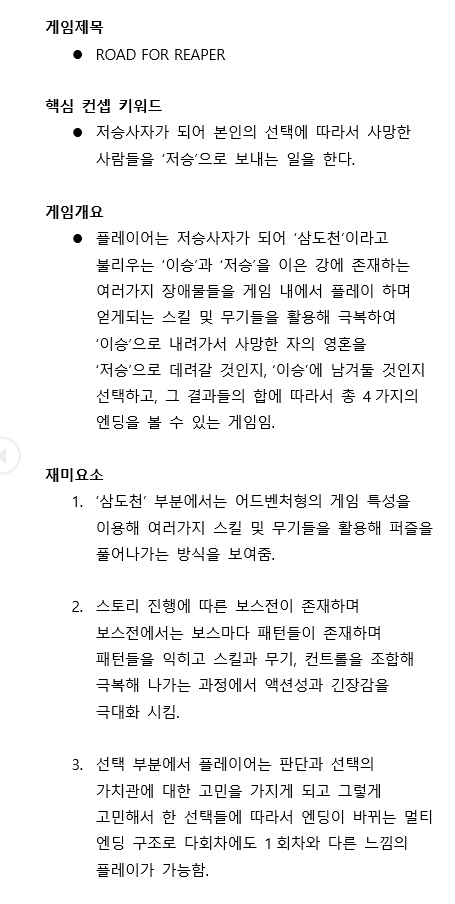 게임제목
● ROAD FOR REAPER
핵심 컨셉 키워드
● 저승사자가 되어 본인의 선택에 따라서 사망한
사람들을 ‘저승’으로 보내는 일을 한다.
게임개요
● 플레이어는 저승사자가 되어 ‘삼도천’이라고
불리우는 ‘이승’과 ‘저승’을 이은 강에 존재하는
여러가지 장애물들을 게임 내에서 플레이 하며
얻게되는 스킬 및 무기들을 활용해 극복하여
‘이승’으로 내려가서 사망한 자의 영혼을
‘저승’으로 데려갈 것인지, ‘이승’에 남겨둘 것인지
선택하고, 그 결과들의 합에 따라서 총 4가지의
엔딩을 볼 수 있는 게임임.
재미요소
1. ‘삼도천’ 부분에서는 어드벤처형의 게임 특성을
이용해 여러가지 스킬 및 무기들을 활용해 퍼즐을
풀어나가는 방식을 보여줌.
2. 스토리 진행에 따른 보스전이 존재하며
보스전에서는 보스마다 패턴들이 존재하며
패턴들을 익히고 스킬과 무기, 컨트롤을 조합해
극복해 나가는 과정에서 액션성과 긴장감을
극대화 시킴.
3. 선택 부분에서 플레이어는 판단과 선택의
가치관에 대한 고민을 가지게 되고 그렇게
고민해서 한 선택들에 따라서 엔딩이 바뀌는 멀티
엔딩 구조로 다회차에도 1회차와 다른 느낌의
플레이가 가능함.